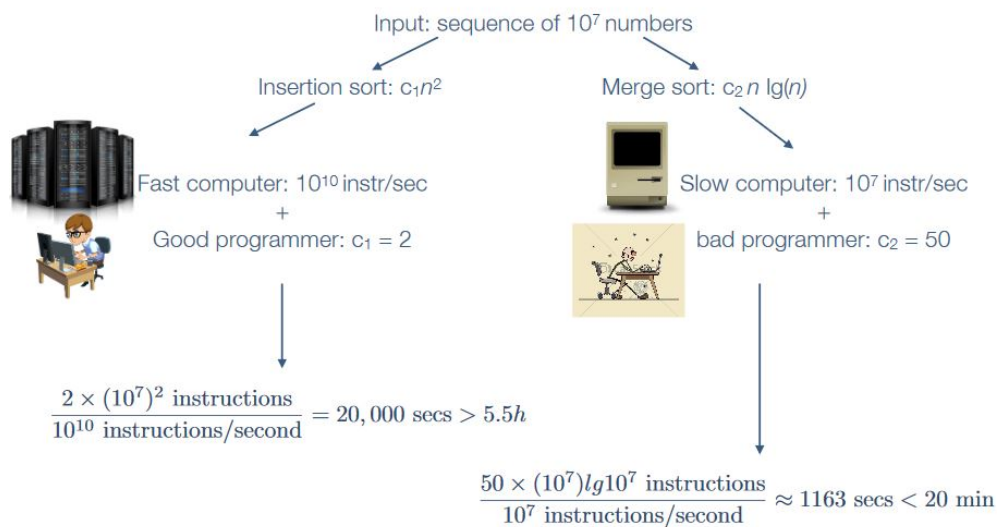 Input: sequence of 10⁷ numbers
Insertion sort: c₁n²
Merge sort: c₂ n lg(n)
Fast computer: 10¹⁰ instr/sec
+
Good programmer: c₁ = 2
Slow computer: 10⁷ instr/sec
+
bad programmer: c₂ = 50
2 × (10⁷)² instructions
10¹⁰ instructions/second
= 20,000 secs > 5.5h
50 × (10⁷)lg10⁷ instructions
10⁷ instructions/second
≈ 1163 secs < 20 min